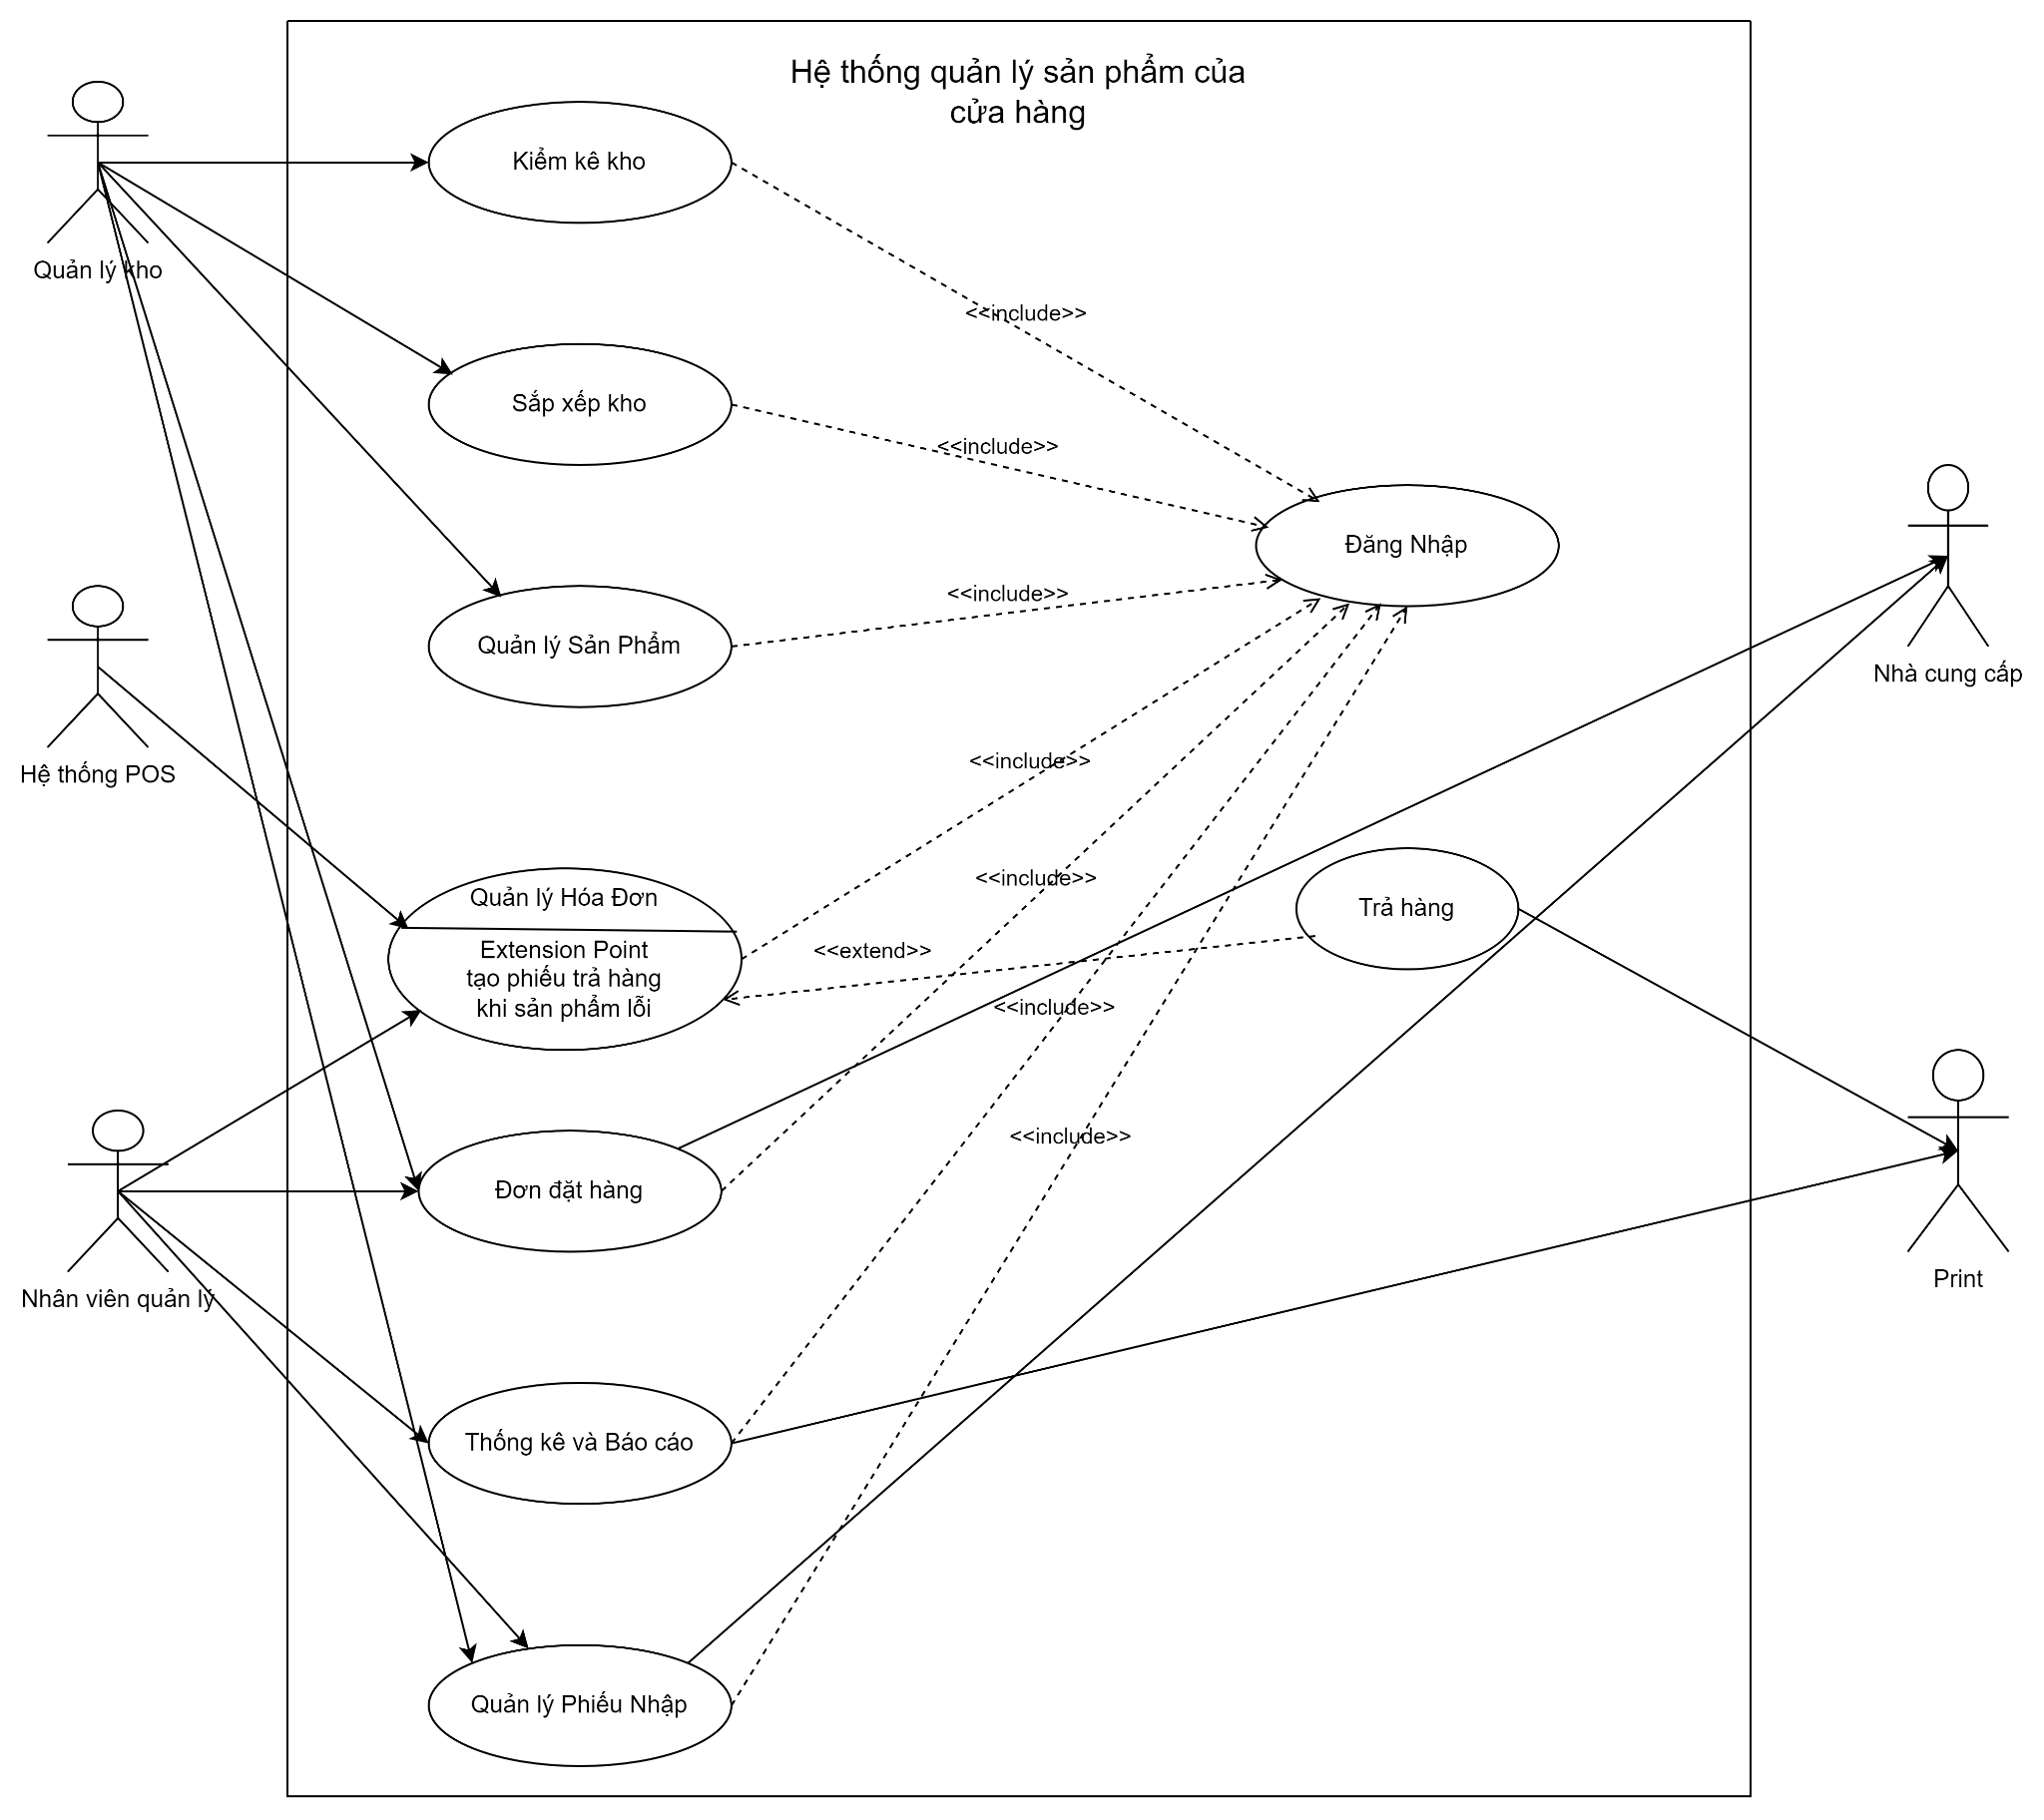 Hệ thống quản lý sản phẩm của
cửa hàng
Quản lý kho
Kiểm kê kho
<<include>>
Sắp xếp kho
<<include>>
Đăng Nhập
<<include>>
Quản lý Sản Phẩm
Nhà cung cấp
Hệ thống POS
<<include>>
<<include>>
Quản lý Hóa Đơn
Trả hàng
Extension Point
tạo phiếu trả hàng
khi sản phẩm lỗi
<<extend>>
<<include>>
<<include>>
Đơn đặt hàng
Print
Nhân viên quản lý
Thống kê và Báo cáo
Quản lý Phiếu Nhập